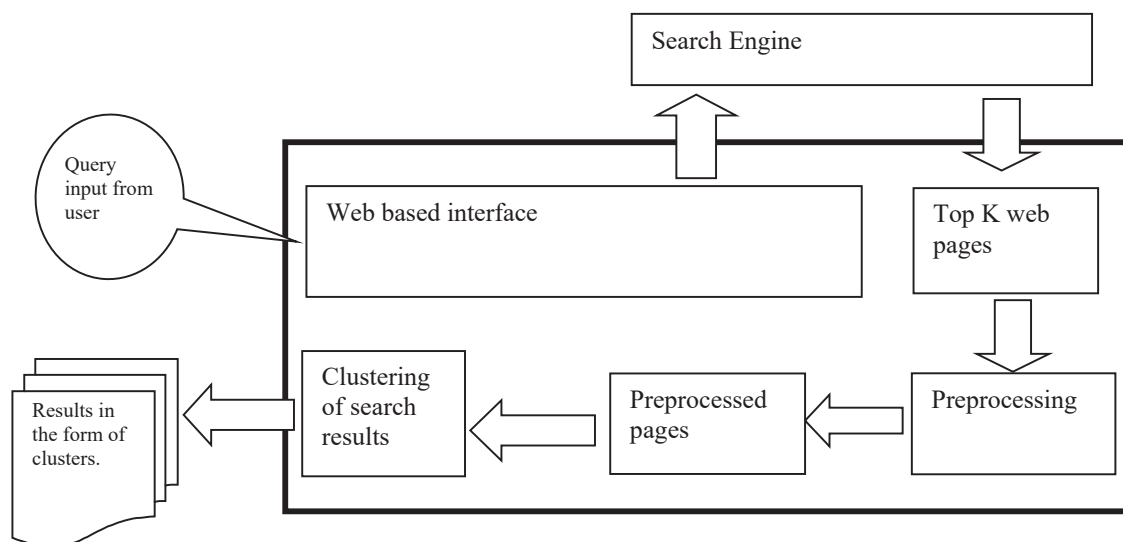 Search Engine
Query
input from
user
Web based interface
Top K web
pages
Clustering
of search
results
Preprocessed
pages
Preprocessing
Results in
the form of
clusters.